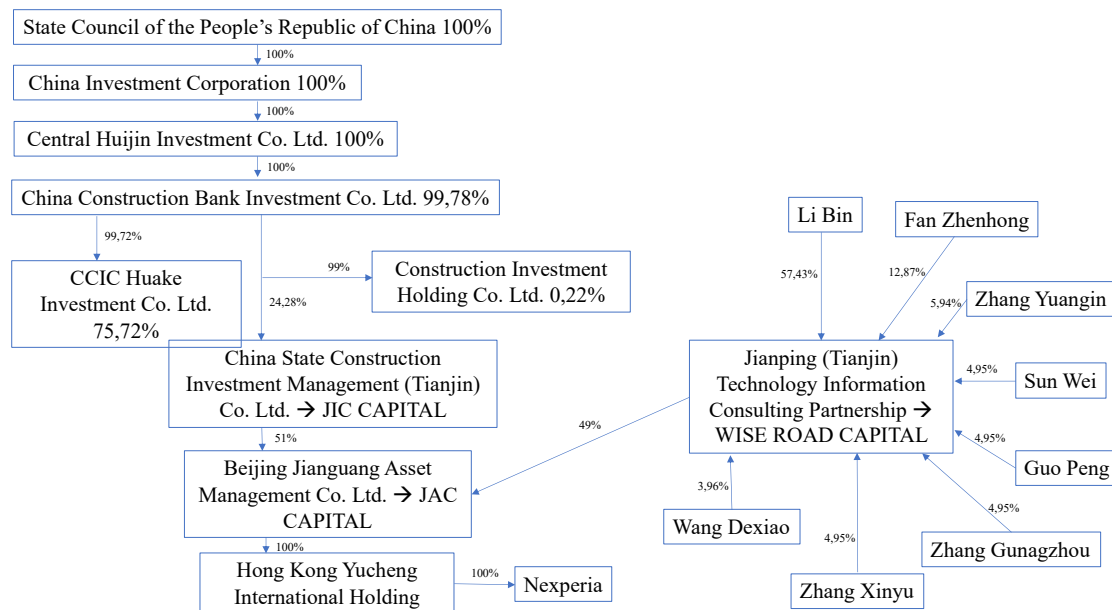 State Council of the People's Republic of China 100%
100%
China Investment Corporation 100%
100%
Central Huijin Investment Co. Ltd. 100%
100%
China Construction Bank Investment Co. Ltd. 99,78%
99,72%
CCIC Huake
Investment Co. Ltd.
75,72%
99%
24,28%
Construction Investment
Holding Co. Ltd. 0,22%
China State Construction
Investment Management (Tianjin)
Co. Ltd. → JIC CAPITAL
51%
49%
Beijing Jianguang Asset
Management Co. Ltd. → JAC
CAPITAL
100%
Hong Kong Yucheng
International Holding
100%
Nexperia
Li Bin
57,43%
Fan Zhenhong
12,87%
Zhang Yuangin
5,94%
Jianping (Tianjin)
Technology Information
Consulting Partnership →
WISE ROAD CAPITAL
4,95%
Sun Wei
4,95%
Guo Peng
4,95%
Zhang Gunagzhou
4,95%
Zhang Xinyu
3,96%
Wang Dexiao